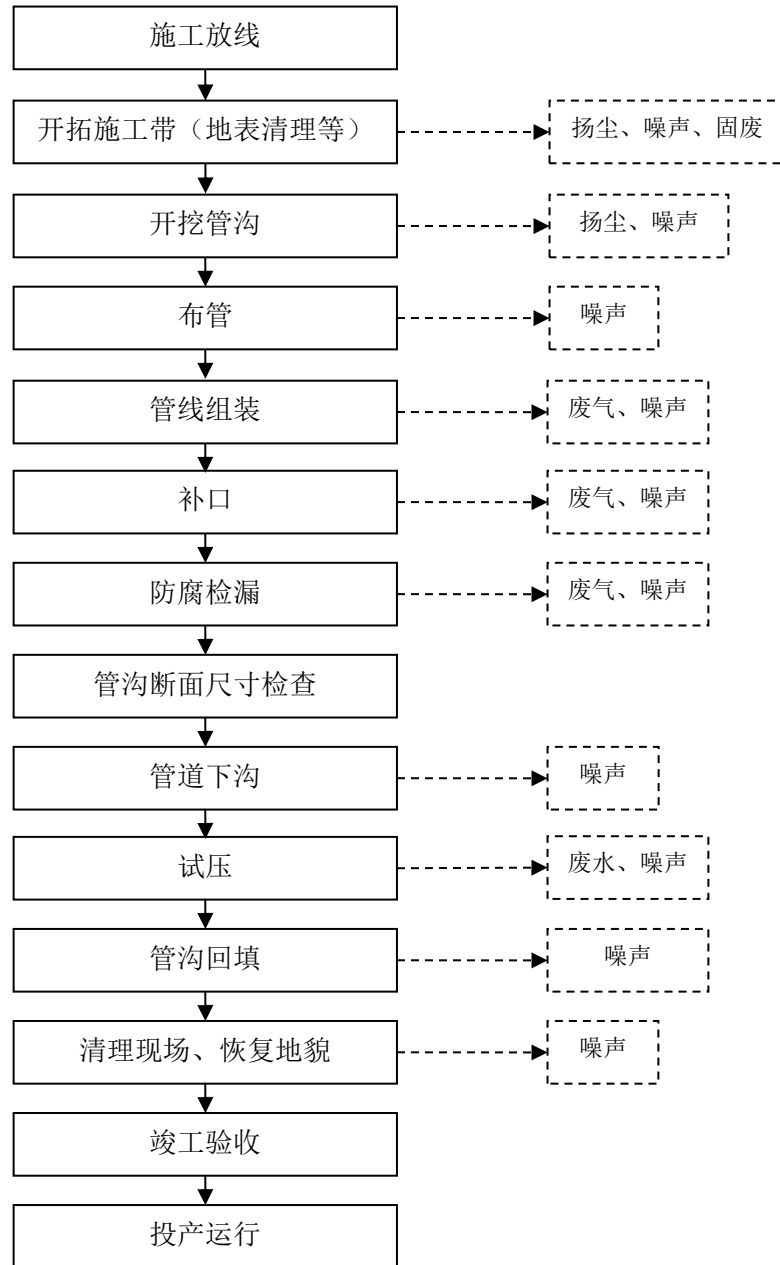 施工放线
开拓施工带（地表清理等）
扬尘、噪声、固废
开挖管沟
扬尘、噪声
布管
噪声
管线组装
废气、噪声
补口
废气、噪声
防腐检漏
废气、噪声
管沟断面尺寸检查
管道下沟
噪声
试压
废水、噪声
管沟回填
噪声
清理现场、恢复地貌
噪声
竣工验收
投产运行